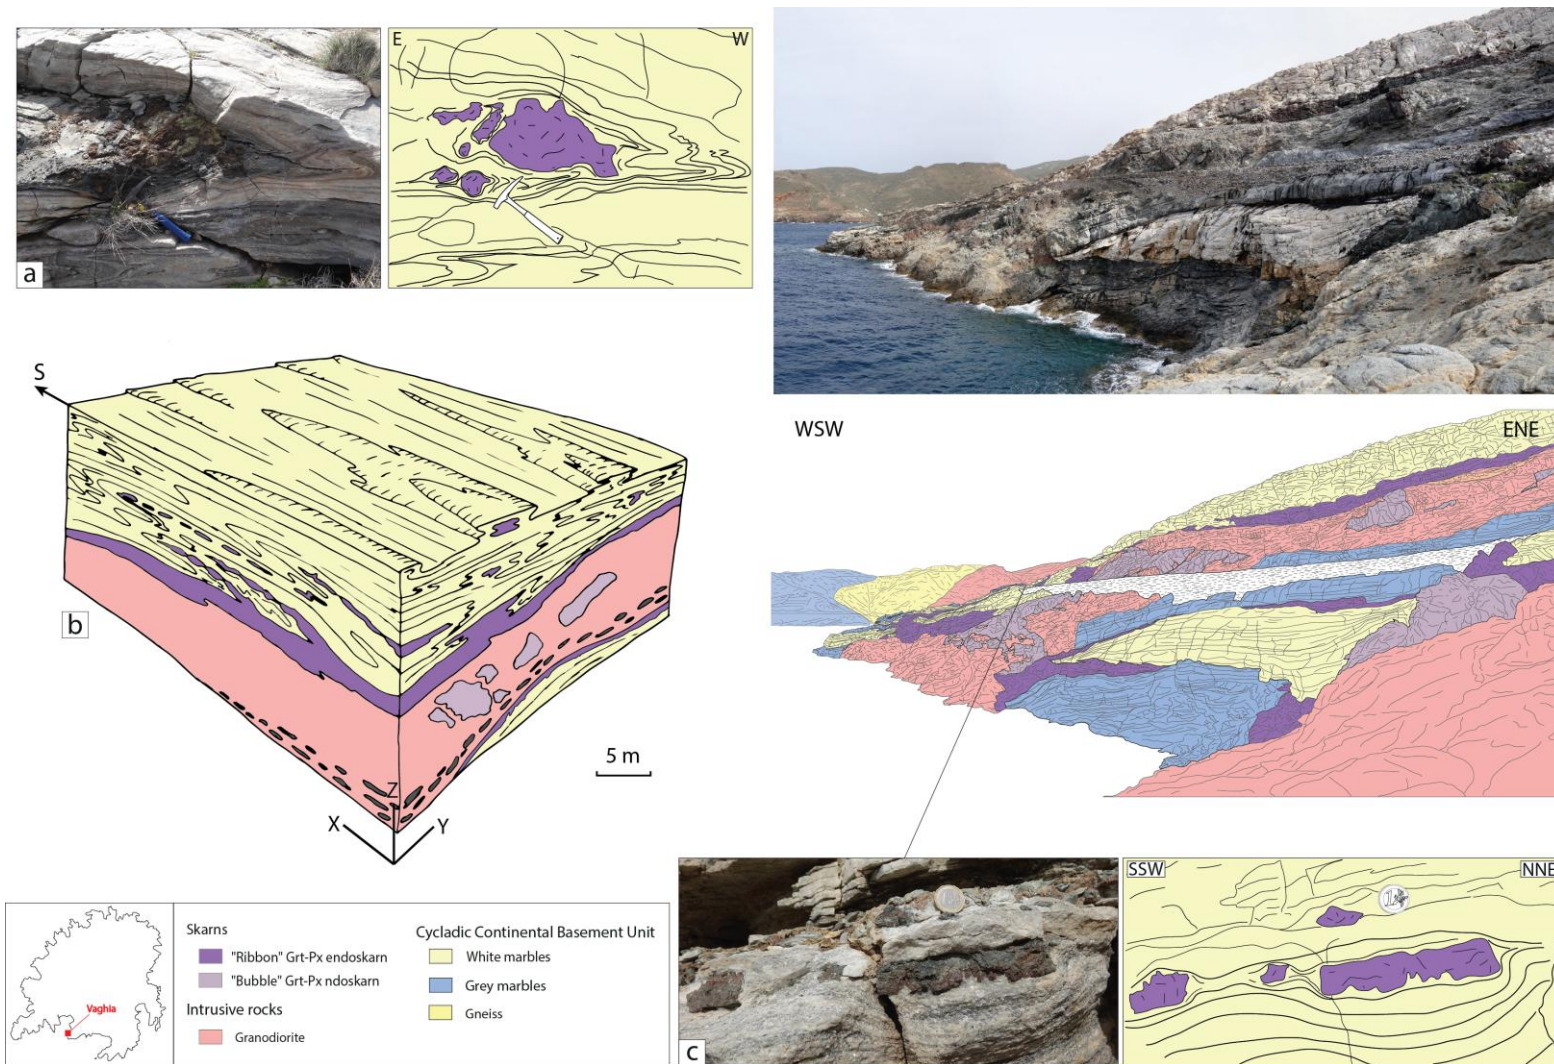 a
E
W
S
b
5 m
Z
X
Y
WSW
ENE
Vaghia
Skarns
"Ribbon" Grt-Px endoskarn
"Bubble" Grt-Px ndoskarn
Intrusive rocks
Granodiorite
Cycladic Continental Basement Unit
White marbles
Grey marbles
Gneiss
c
SSW
NNE
1